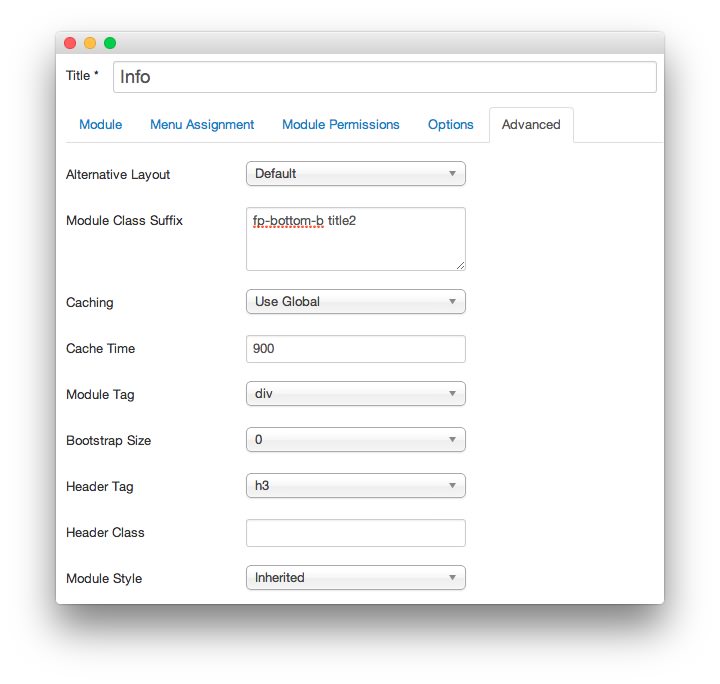 Title * Info
Module Menu Assignment Module Permissions Options Advanced
Alternative Layout Default
Module Class Suffix fp-bottom-b title2
Caching Use Global
Cache Time 900
Module Tag div
Bootstrap Size 0
Header Tag h3
Header Class
Module Style Inherited